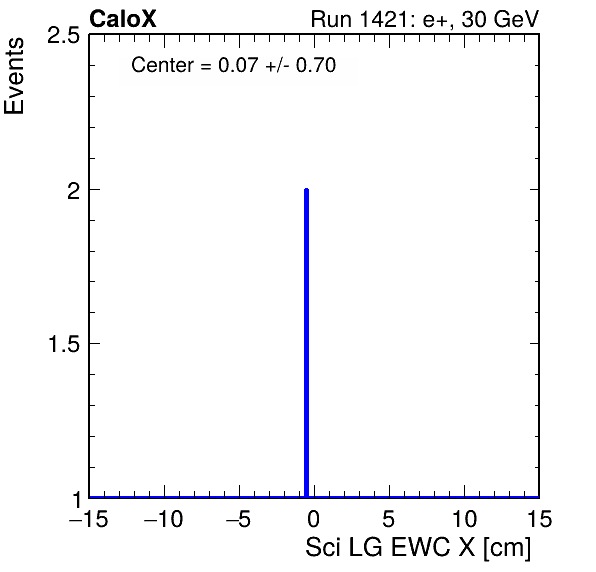 CaloX Run 1421: e+, 30 GeV
Center = 0.07 +/- 0.70
Events
2.5
2
1.5
1
−15 −10 −5 0 5 10 15
Sci LG EWC X [cm]